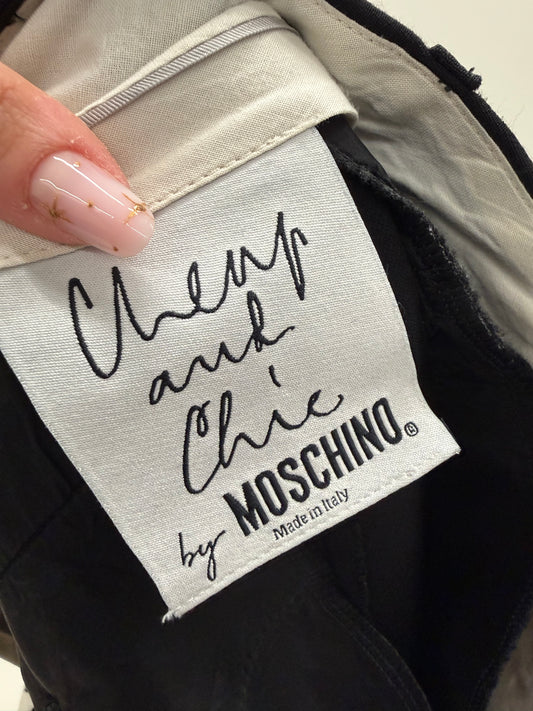 Cheap
and
Chic
by MOSCHINO®
Made in Italy